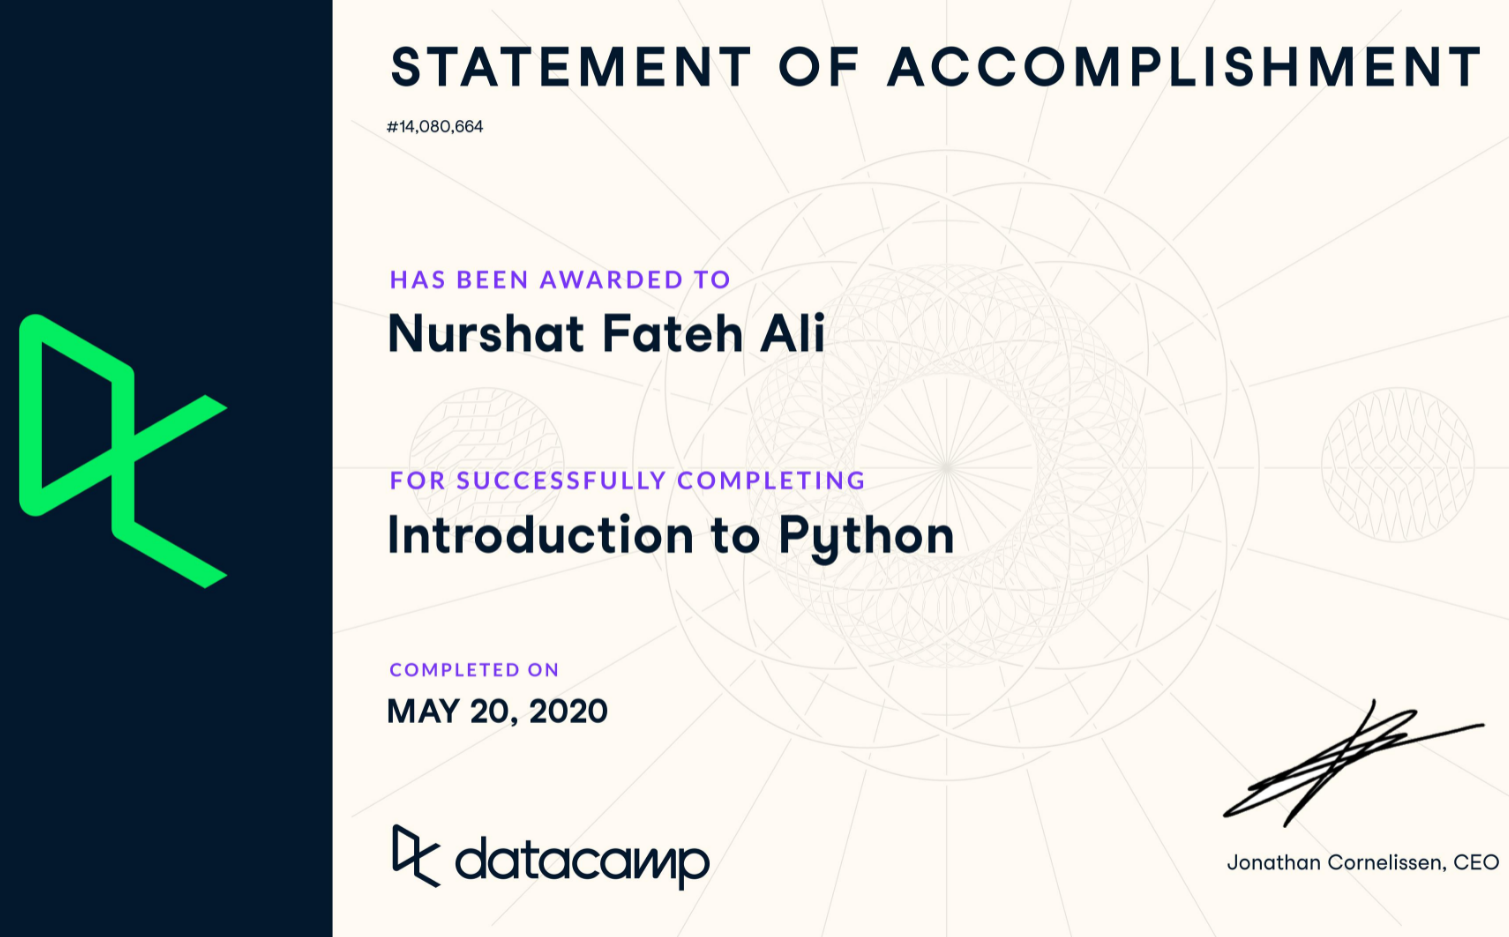 STATEMENT OF ACCOMPLISHMENT
#14,080,664
HAS BEEN AWARDED TO
Nurshat Fateh Ali
FOR SUCCESSFULLY COMPLETING
Introduction to Python
COMPLETED ON
MAY 20, 2020
datacamp
Jonathan Cornelissen, CEO